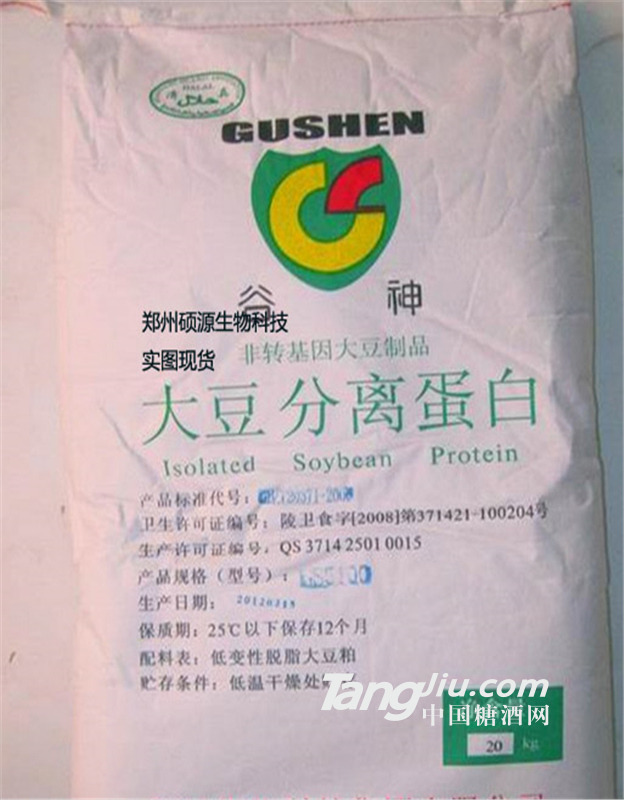 HALAL
GUSHEN
谷 神
郑州硕源生物科技
非转基因大豆制品
实图现货
大豆分离蛋白
Isolated Soybean Protein
产品标准代号:
卫生许可证编号:陵卫食字[2008]第371421-100204号
生产许可证编号:QS 3714 2501 0015
产品规格(型号):
生产日期:
保质期:25℃以下保存12个月
配料表:低变性脱脂大豆粕
贮存条件:低温干燥处
TangJiu.com
中国糖酒网
20 kg